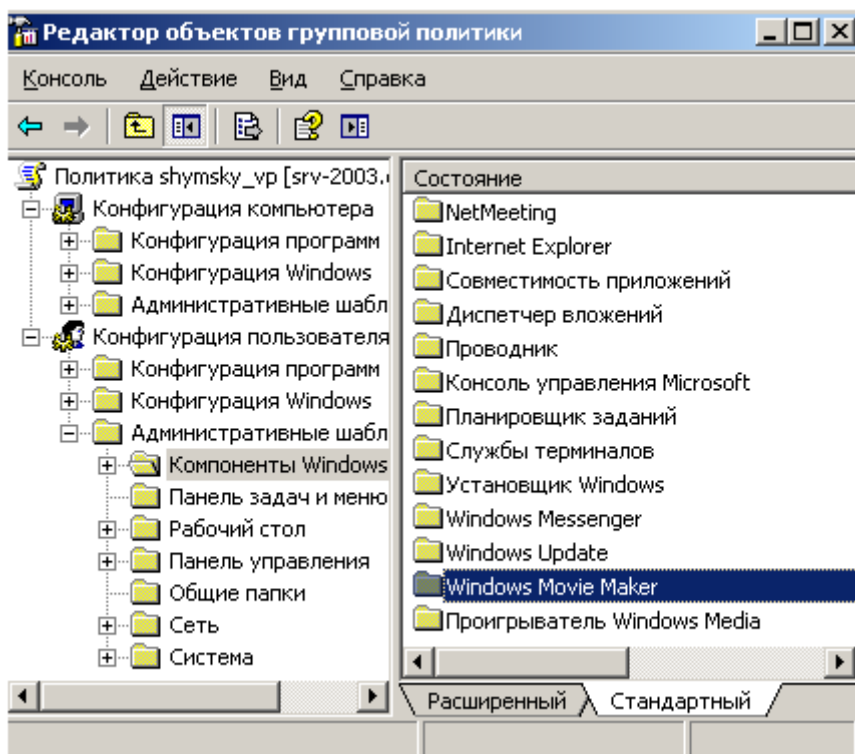 Редактор объектов групповой политики
Консоль Действие Вид Справка
Политика shymsky_vp [srv-2003.
Конфигурация компьютера
Конфигурация программ
Конфигурация Windows
Административные шабл
Конфигурация пользователя
Конфигурация программ
Конфигурация Windows
Административные шабл
Компоненты Windows
Панель задач и меню
Рабочий стол
Панель управления
Общие папки
Сеть
Система
Состояние
NetMeeting
Internet Explorer
Совместимость приложений
Диспетчер вложений
Проводник
Консоль управления Microsoft
Планировщик заданий
Службы терминалов
Установщик Windows
Windows Messenger
Windows Update
Windows Movie Maker
Проигрыватель Windows Media
Расширенный Стандартный